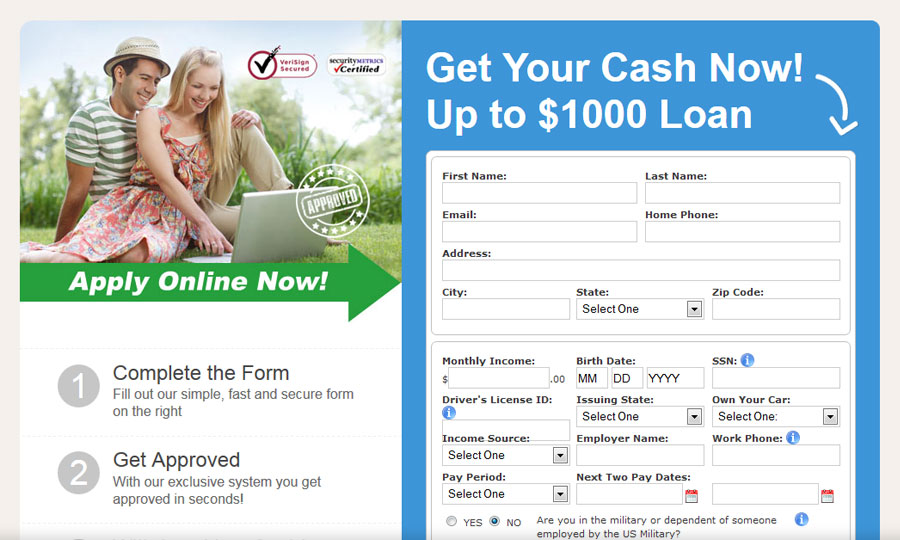 VeriSign
Secured
securityMETRICS
Certified
APPROVED
Apply Online Now!
1
Complete the Form
Fill out our simple, fast and secure form
on the right
2
Get Approved
With our exclusive system you get
approved in seconds!
Get Your Cash Now!
Up to $1000 Loan
First Name:
Last Name:
Email:
Home Phone:
Address:
City:
State:
Zip Code:
Select One
Monthly Income:
Birth Date:
SSN:
$
.00
MM
DD
YYYY
Driver's License ID:
Issuing State:
Own Your Car:
Select One
Select One:
Income Source:
Employer Name:
Work Phone:
Select One
Pay Period:
Next Two Pay Dates:
Select One
YES
NO
Are you in the military or dependent of someone
employed by the US Military?